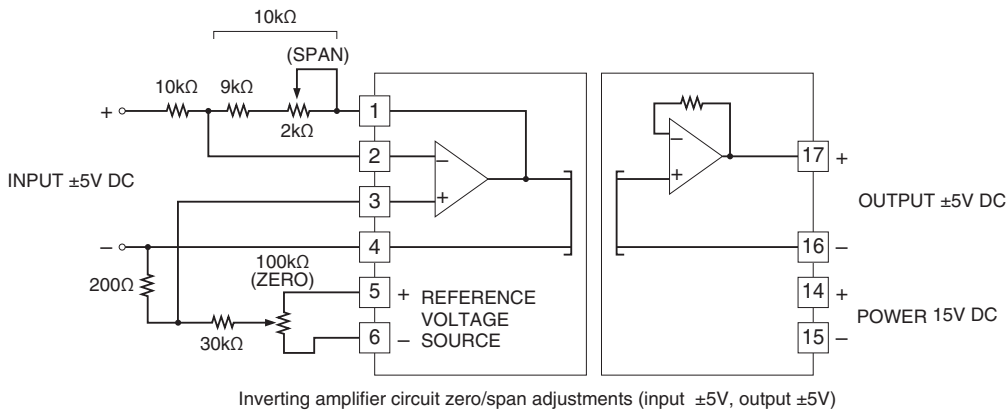 10kΩ
(SPAN)
10kΩ
9kΩ
2kΩ
+
1
2
−
3
+
4
INPUT ±5V DC
−
200Ω
100kΩ
(ZERO)
30kΩ
5
+
6
−
REFERENCE
VOLTAGE
SOURCE
−
+
17
+
OUTPUT ±5V DC
16
−
14
+
POWER 15V DC
15
−
Inverting amplifier circuit zero/span adjustments (input ±5V, output ±5V)